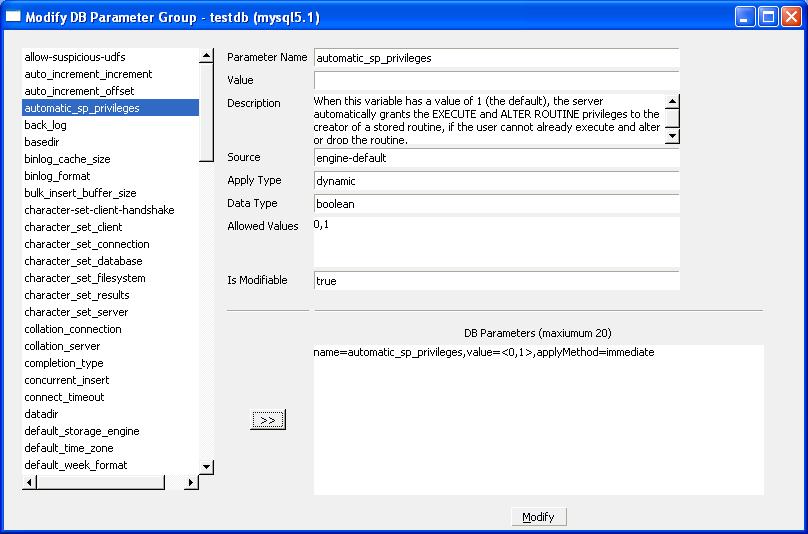 Modify DB Parameter Group - testdb (mysql5.1)
allow-suspicious-udfs
auto_increment_increment
auto_increment_offset
automatic_sp_privileges
back_log
basedir
binlog_cache_size
binlog_format
bulk_insert_buffer_size
character-set-client-handshake
character_set_client
character_set_connection
character_set_database
character_set_filesystem
character_set_results
character_set_server
collation_connection
collation_server
completion_type
concurrent_insert
connect_timeout
datadir
default_storage_engine
default_time_zone
default_week_format
Parameter Name automatic_sp_privileges
Value
Description When this variable has a value of 1 (the default), the server
automatically grants the EXECUTE and ALTER ROUTINE privileges to the
creator of a stored routine, if the user cannot already execute and alter
or drop the routine.
Source engine-default
Apply Type dynamic
Data Type boolean
Allowed Values 0,1
Is Modifiable true
DB Parameters (maxiumum 20)
name=automatic_sp_privileges,value=<0,1>,applyMethod=immediate
>>
Modify